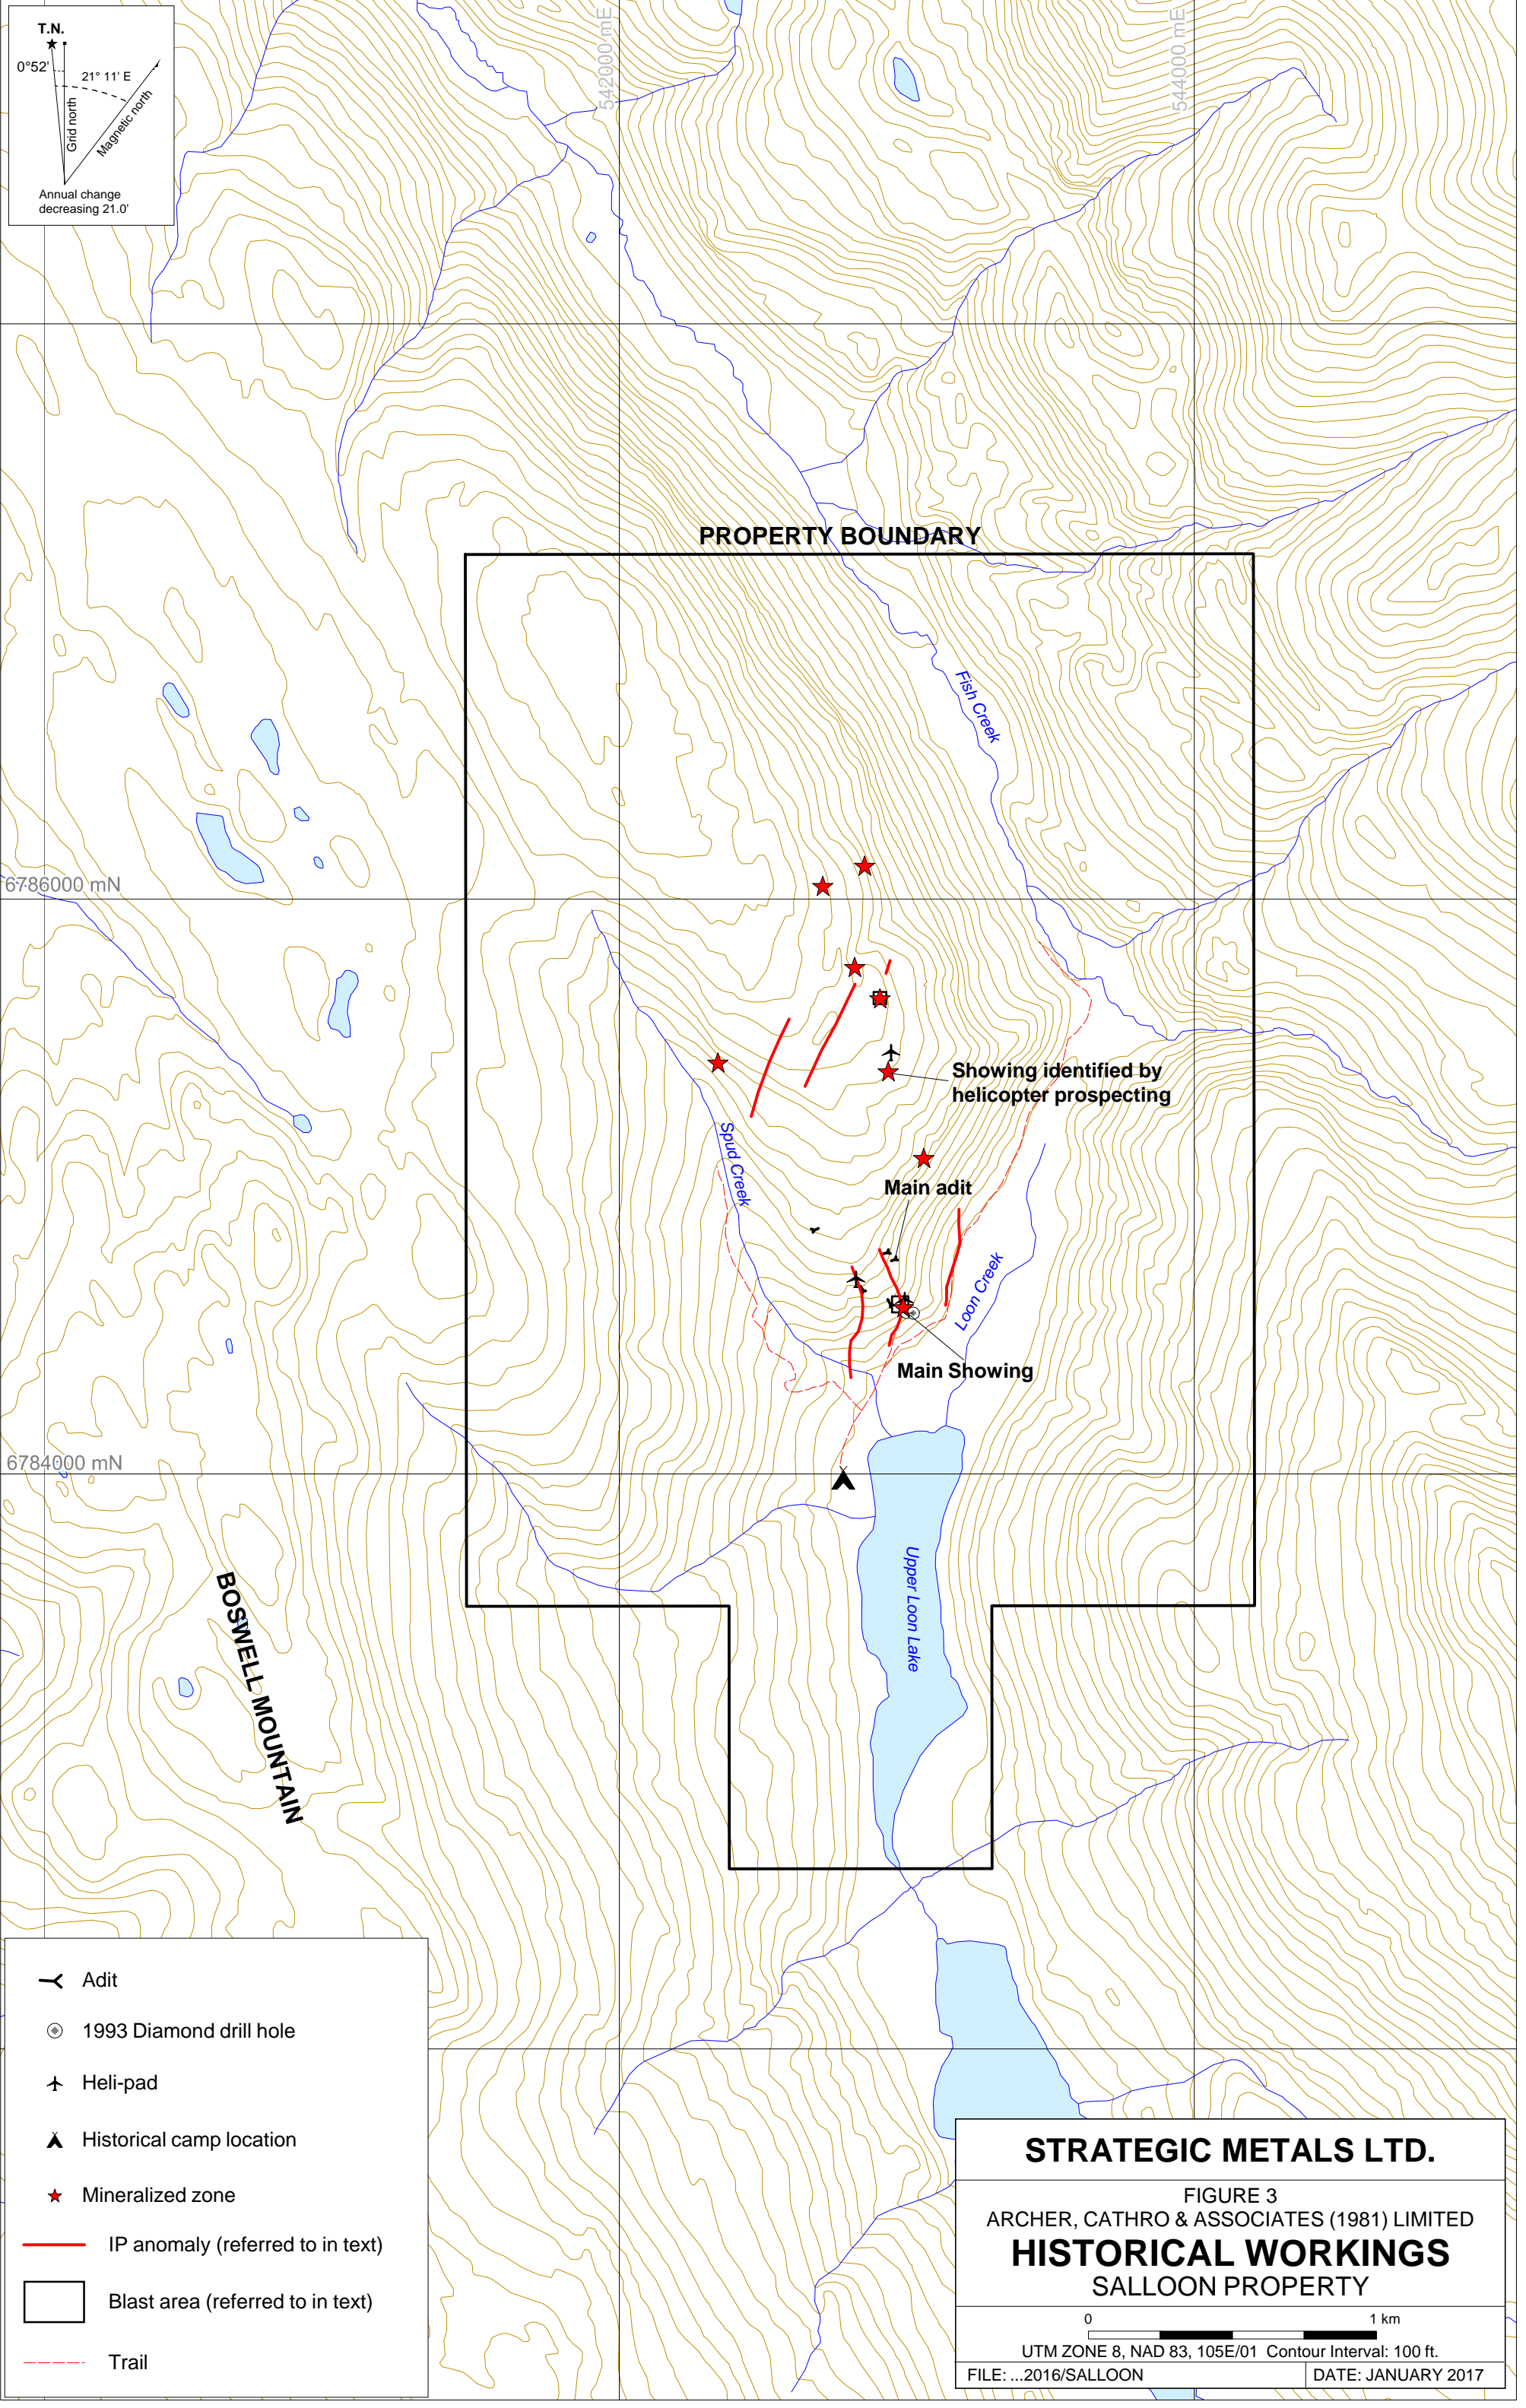 T.N.
0°52'
21° 11' E
Grid north
Magnetic north
Annual change
decreasing 21.0'
542000 mE
544000 mE
PROPERTY BOUNDARY
Fish Creek
6786000 mN
Showing identified by
helicopter prospecting
Spud Creek
Main adit
Loon Creek
Main Showing
6784000 mN
Upper Loon Lake
BOSWELL MOUNTAIN
Adit
1993 Diamond drill hole
Heli-pad
Historical camp location
Mineralized zone
IP anomaly (referred to in text)
Blast area (referred to in text)
Trail
STRATEGIC METALS LTD.
FIGURE 3
ARCHER, CATHRO & ASSOCIATES (1981) LIMITED
HISTORICAL WORKINGS
SALLOON PROPERTY
0 1 km
UTM ZONE 8, NAD 83, 105E/01 Contour Interval: 100 ft.
FILE: ...2016/SALLOON DATE: JANUARY 2017